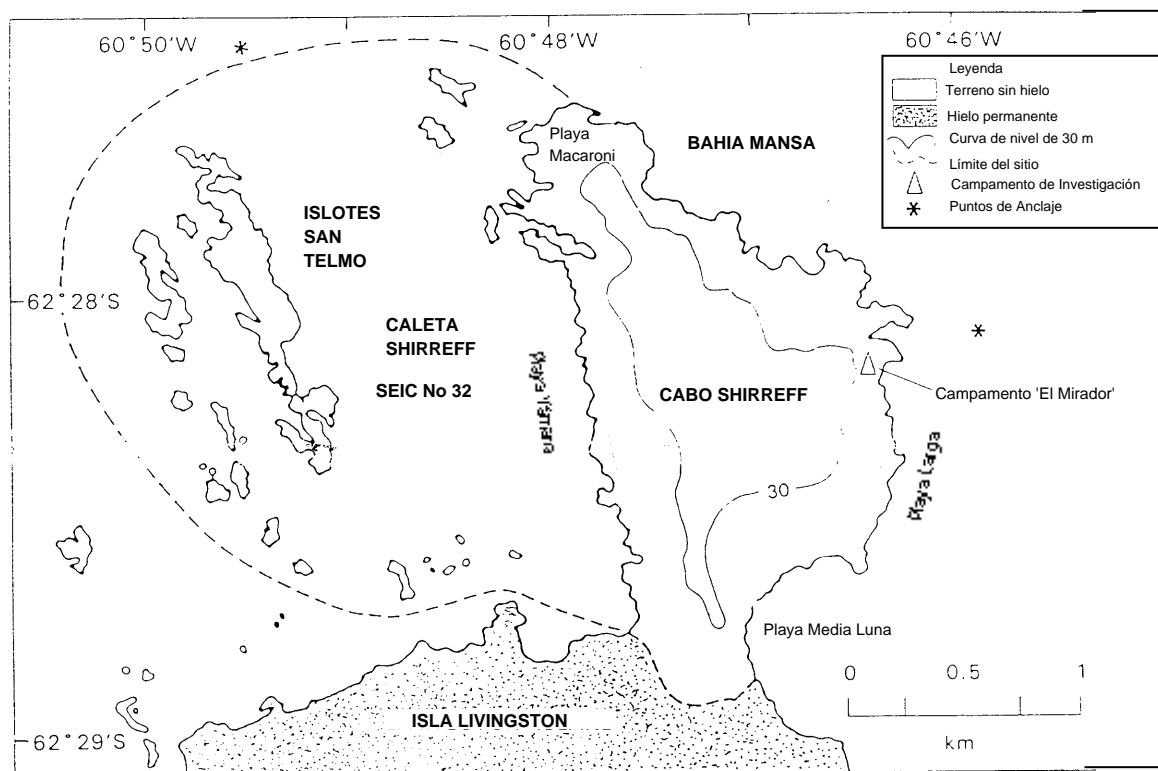 60°50'W
60°48'W
60°46'W
Leyenda
Terreno sin hielo
Hielo permanente
Curva de nivel de 30 m
Límite del sitio
Campamento de Investigación
Puntos de Anclaje
Playa
Macaroni
BAHIA MANSA
ISLOTES
SAN
TELMO
62°28'S
CALETA
SHIRREFF
SEIC No 32
Playa
CABO SHIRREFF
Campamento 'El Mirador'
Playa Larga
30
Playa Media Luna
0 0.5 1
km
ISLA LIVINGSTON
62°29'S